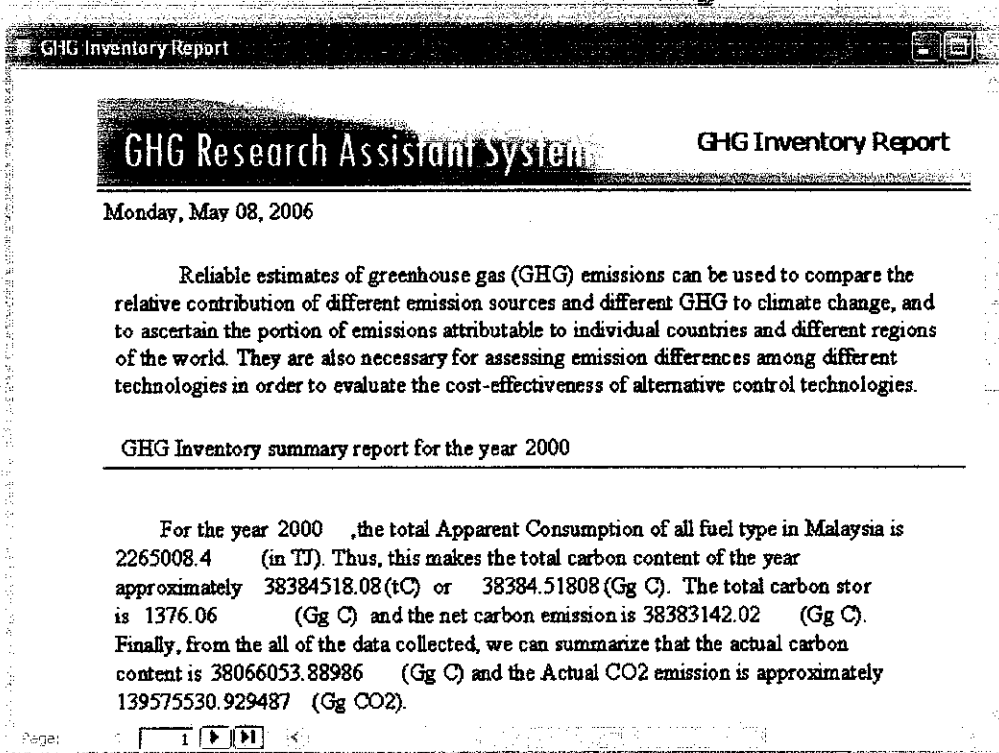 GHG Inventory Report
GHG Research Assistant System
GHG Inventory Report
Monday, May 08, 2006
Reliable estimates of greenhouse gas (GHG) emissions can be used to compare the
relative contribution of different emission sources and different GHG to climate change, and
to ascertain the portion of emissions attributable to individual countries and different regions
of the world. They are also necessary for assessing emission differences among different
technologies in order to evaluate the cost-effectiveness of alternative control technologies.
GHG Inventory summary report for the year 2000
For the year 2000 ,the total Apparent Consumption of all fuel type in Malaysia is
2265008.4 (in TJ). Thus, this makes the total carbon content of the year
approximately 38384518.08 (tC) or 38384.51808 (Gg C). The total carbon stor
is 1376.06 (Gg C) and the net carbon emission is 38383142.02 (Gg C).
Finally, from the all of the data collected, we can summarize that the actual carbon
content is 38066053.88986 (Gg C) and the Actual CO2 emission is approximately
139575530.929487 (Gg CO2).
Page: 1